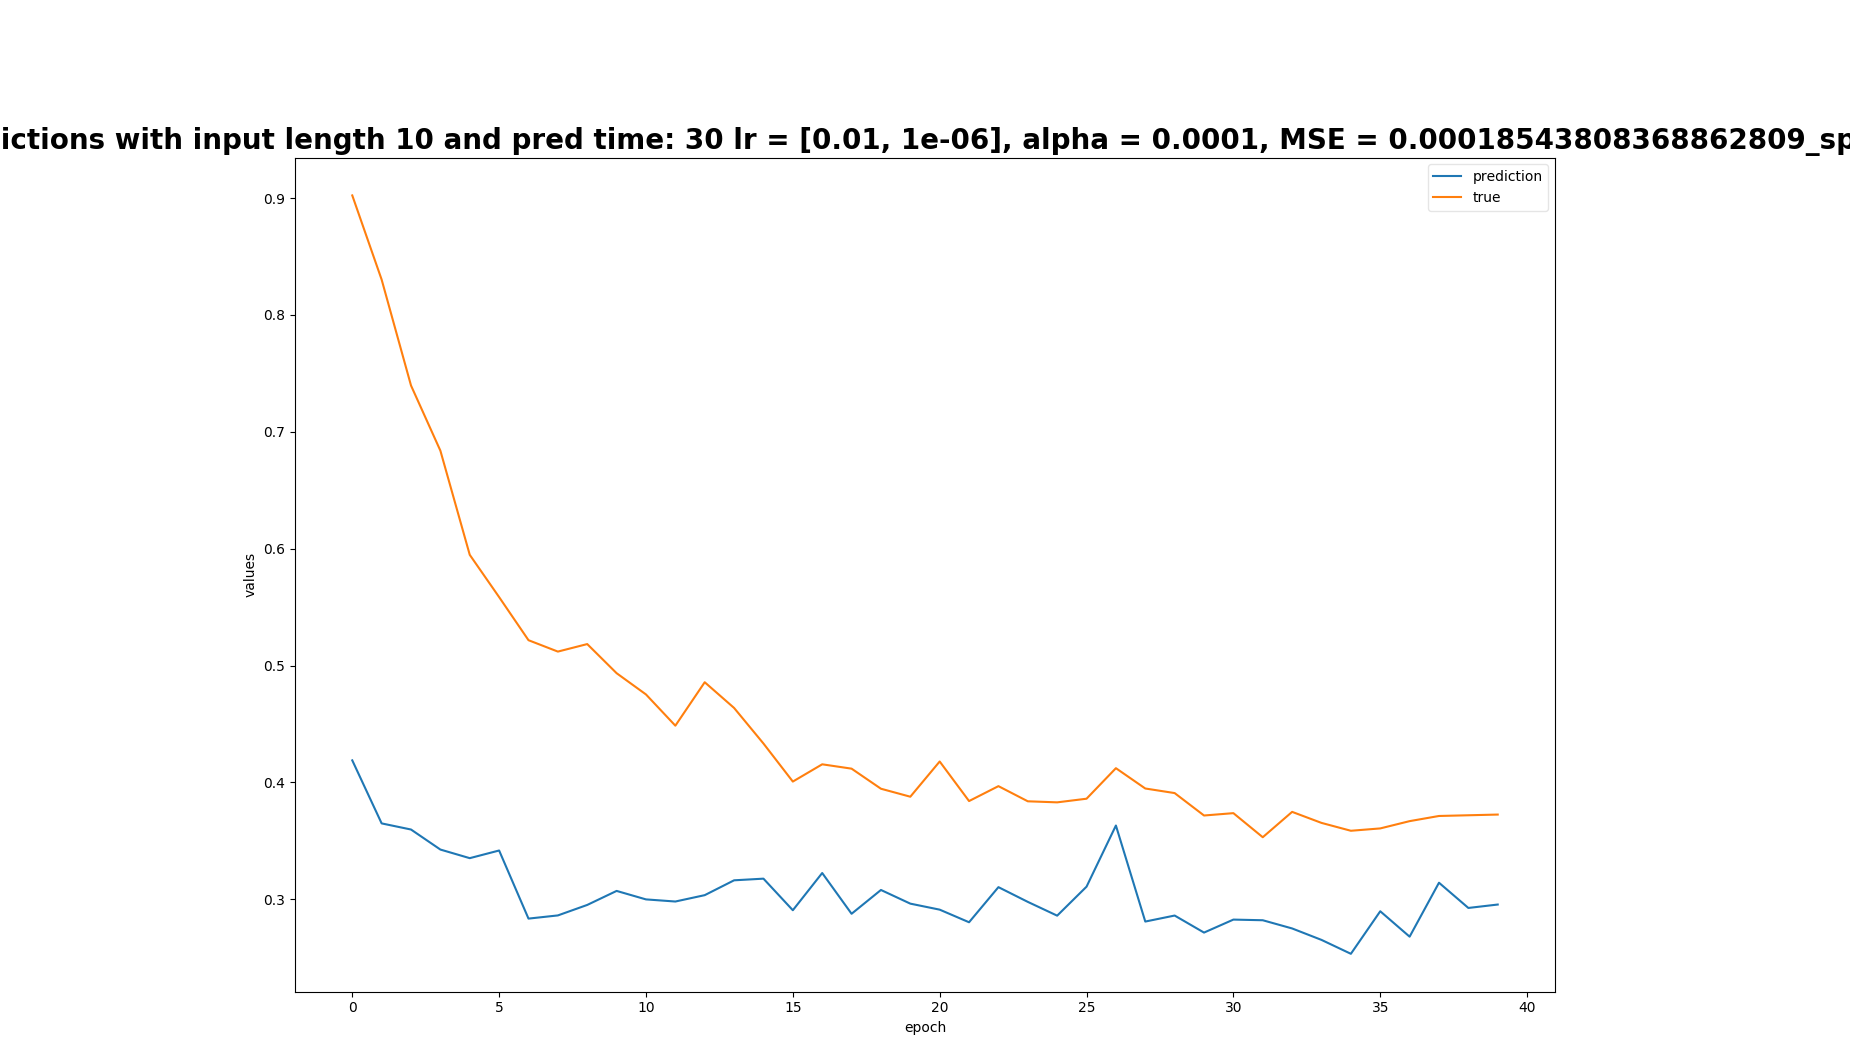 ictions with input length 10 and pred time: 30 lr = [0.01, 1e-06], alpha = 0.0001, MSE = 0.00018543808368862809_sp
prediction
true
0.9
0.8
0.7
0.6
0.5
0.4
0.3
values
0 5 10 15 20 25 30 35 40
epoch